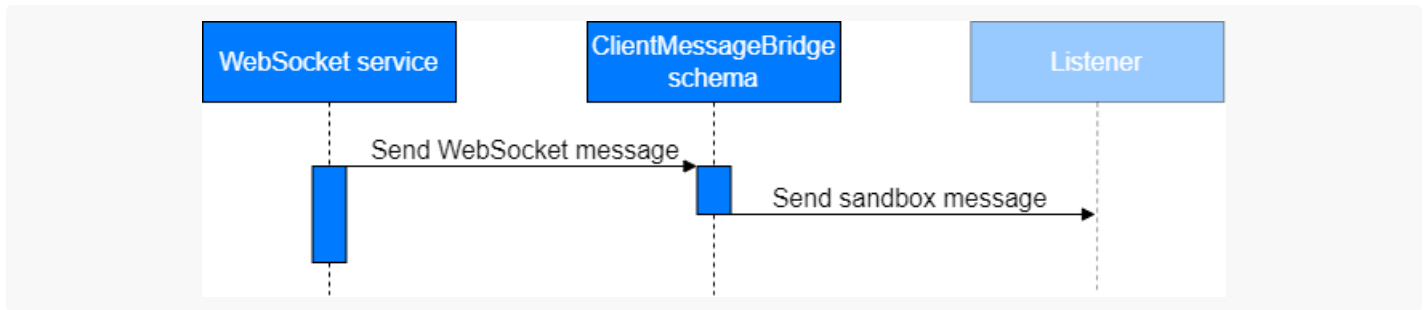 WebSocket service
ClientMessageBridge
schema
Listener
Send WebSocket message
Send sandbox message